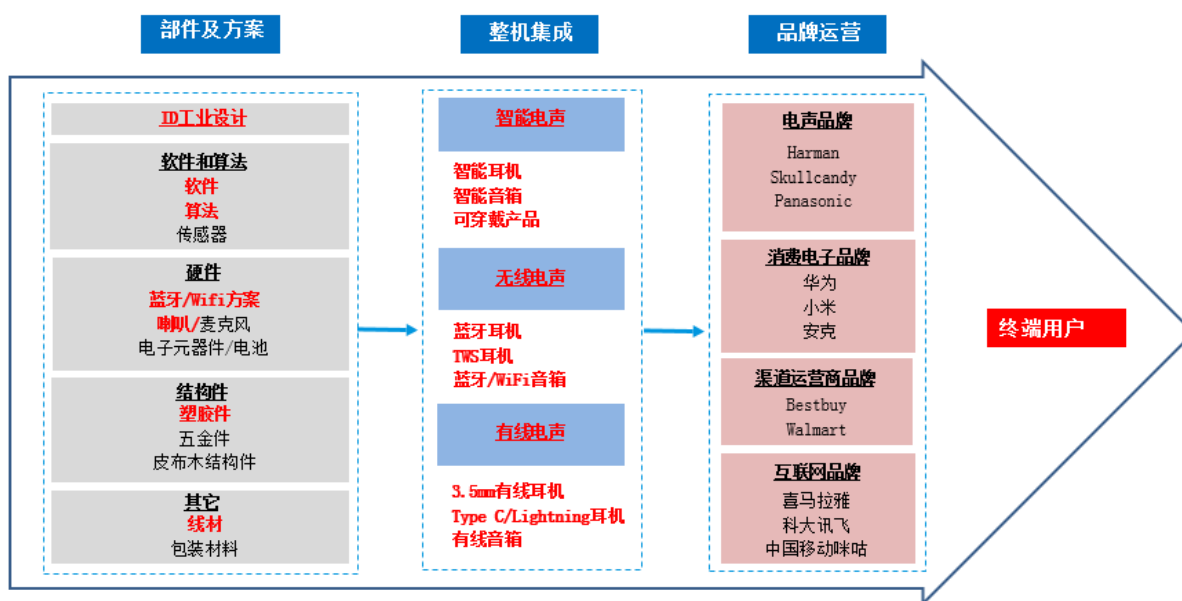 部件及方案
整机集成
品牌运营
ID工业设计
软件和算法
软件
算法
传感器
硬件
蓝牙/Wifi方案
喇叭/麦克风
电子元器件/电池
结构件
塑胶件
五金件
皮布木结构件
其它
线材
包装材料
智能电声
智能耳机
智能音箱
可穿戴产品
无线电声
蓝牙耳机
TWS耳机
蓝牙/WiFi音箱
有线电声
3.5mm有线耳机
Type C/Lightning耳机
有线音箱
电声品牌
Harman
Skullcandy
Panasonic
消费电子品牌
华为
小米
安克
渠道运营商品牌
Bestbuy
Walmart
互联网品牌
喜马拉雅
科大讯飞
中国移动咪咕
终端用户